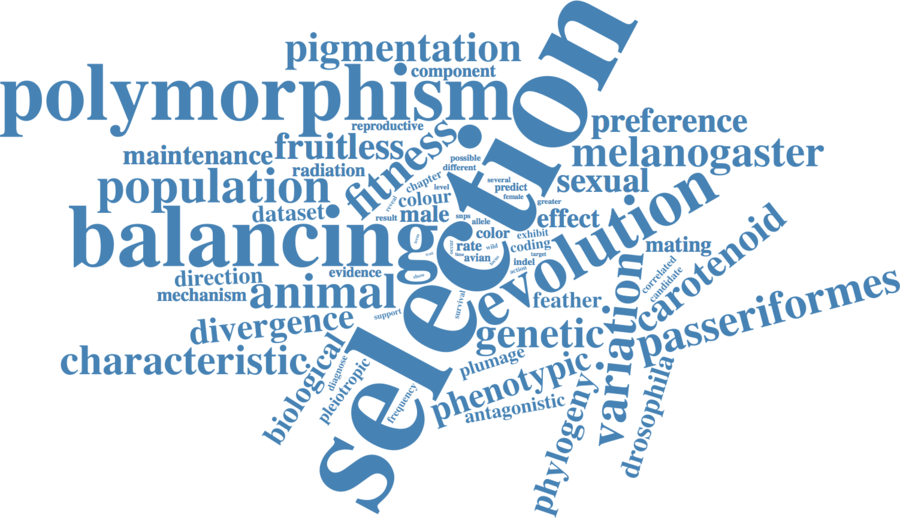 pigmentation
component
polymorphism
selection
reproductive
preference
fruitless
fitness
maintenance
melanogaster
possible
different
radiation
chapter
several
sexual
population
level
predict
reveal
colour
female
greater
dataset
result
male
snps
allele
effect
evolution
balancing
color
exhibit
carotenoid
rate
wild
coding
mating
avian
target
indel
action
direction
evidence
correlated
candidate
mechanism
animal
survival
feather
variation
passeriformes
support
divergence
genetic
characteristic
biological
diagnose
plumage
pleiotropic
phenotypic
frequency
antagonistic
phylogeny
drosophila